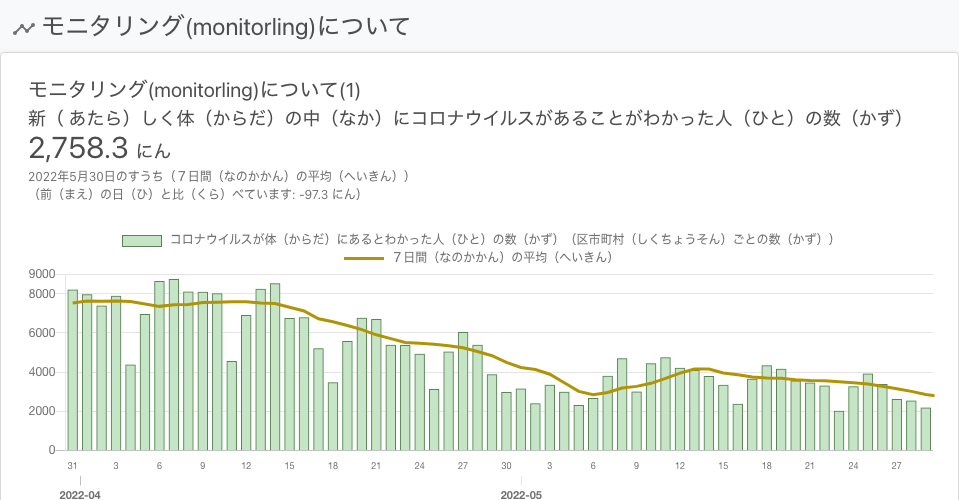 モニタリング(monitorling)について
モニタリング(monitorling)について(1)
新（ あたら）しく体（からだ）の中（なか）にコロナウイルスがあることがわかった人（ひと）の数（かず）
2,758.3 にん
2022年5月30日のすうち（７日間（なのかかん）の平均（へいきん））
（前（まえ）の日（ひ）と比（くら）べています: -97.3 にん）
コロナウイルスが体（からだ）にあるとわかった人（ひと）の数（かず）（区市町村（しくちょうそん）ごとの数（かず））
７日間（なのかかん）の平均（へいきん）
9000
8000
6000
4000
2000
0
31 3 6 9 12 15 18 21 24 27 30 3 6 9 12 15 18 21 24 27
2022-04 2022-05